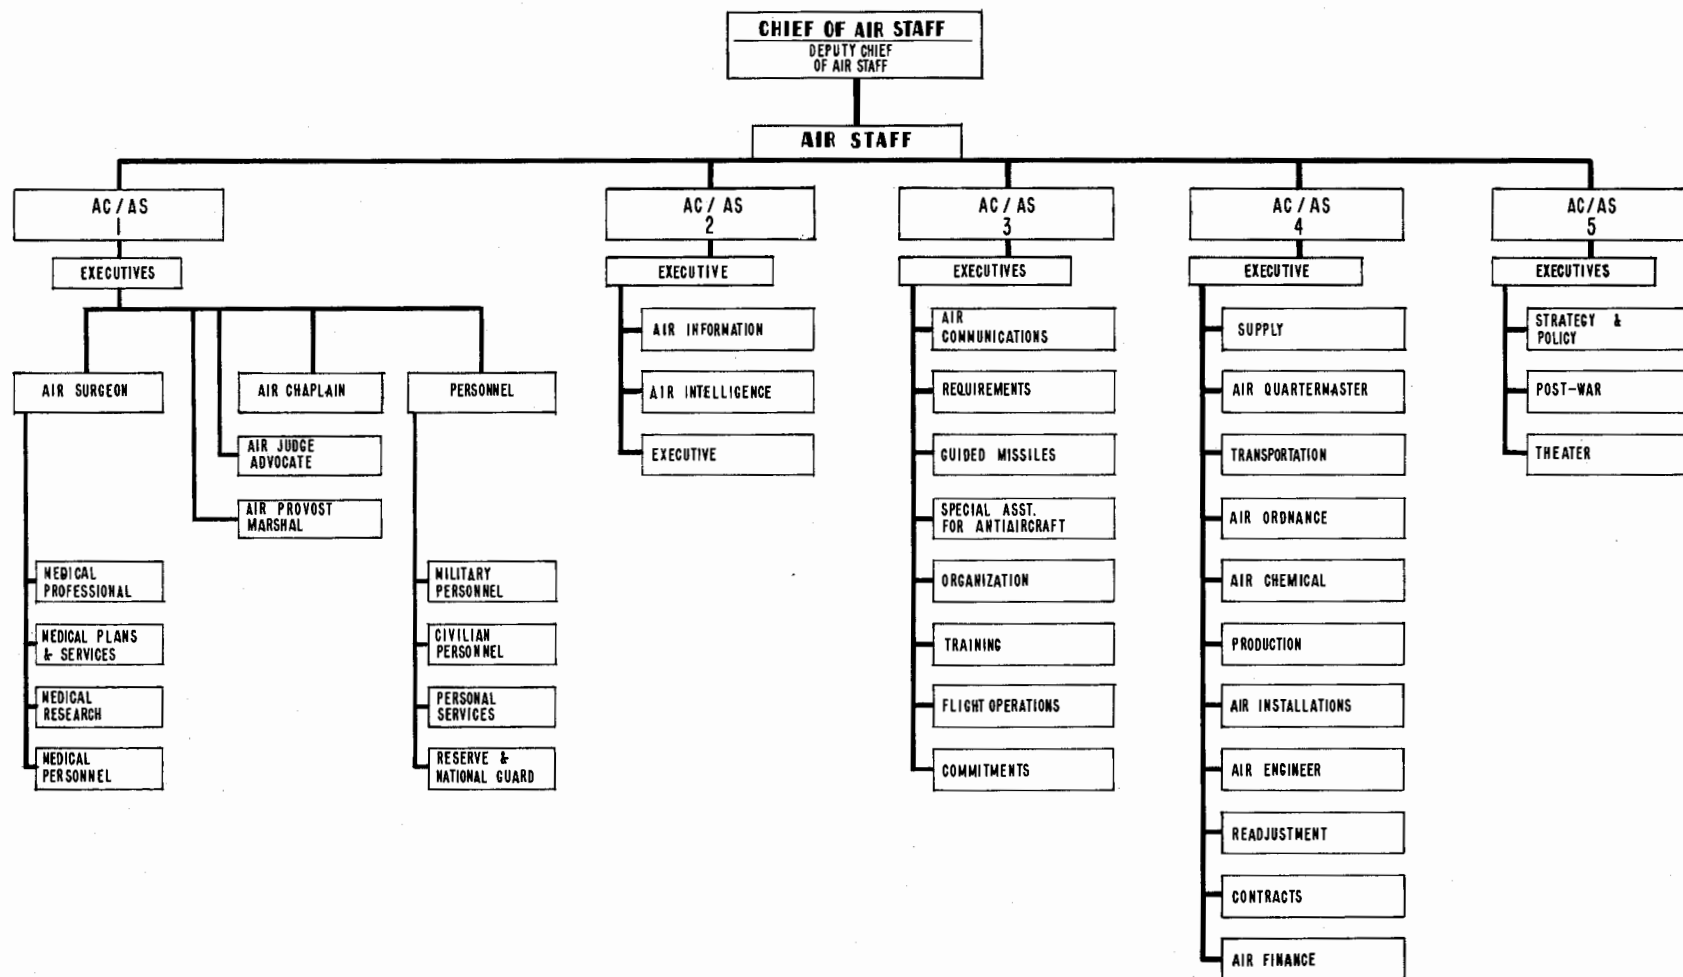 CHIEF OF AIR STAFF
DEPUTY CHIEF
OF AIR STAFF
AIR STAFF
AC/AS
1
EXECUTIVES
AIR SURGEON
MEDICAL
PROFESSIONAL
MEDICAL PLANS
& SERVICES
MEDICAL
RESEARCH
MEDICAL
PERSONNEL
AIR CHAPLAIN
AIR JUDGE
ADVOCATE
AIR PROVOST
MARSHAL
PERSONNEL
MILITARY
PERSONNEL
CIVILIAN
PERSONNEL
PERSONAL
SERVICES
RESERVE &
NATIONAL GUARD
AC/AS
2
EXECUTIVE
AIR INFORMATION
AIR INTELLIGENCE
EXECUTIVE
AC/AS
3
EXECUTIVES
AIR
COMMUNICATIONS
REQUIREMENTS
GUIDED MISSILES
SPECIAL ASST.
FOR ANTIAIRCRAFT
ORGANIZATION
TRAINING
FLIGHT OPERATIONS
COMMITMENTS
AC/AS
4
EXECUTIVE
SUPPLY
AIR QUARTERMASTER
TRANSPORTATION
AIR ORDNANCE
AIR CHEMICAL
PRODUCTION
AIR INSTALLATIONS
AIR ENGINEER
READJUSTMENT
CONTRACTS
AIR FINANCE
AC/AS
5
EXECUTIVES
STRATEGY &
POLICY
POST-WAR
THEATER